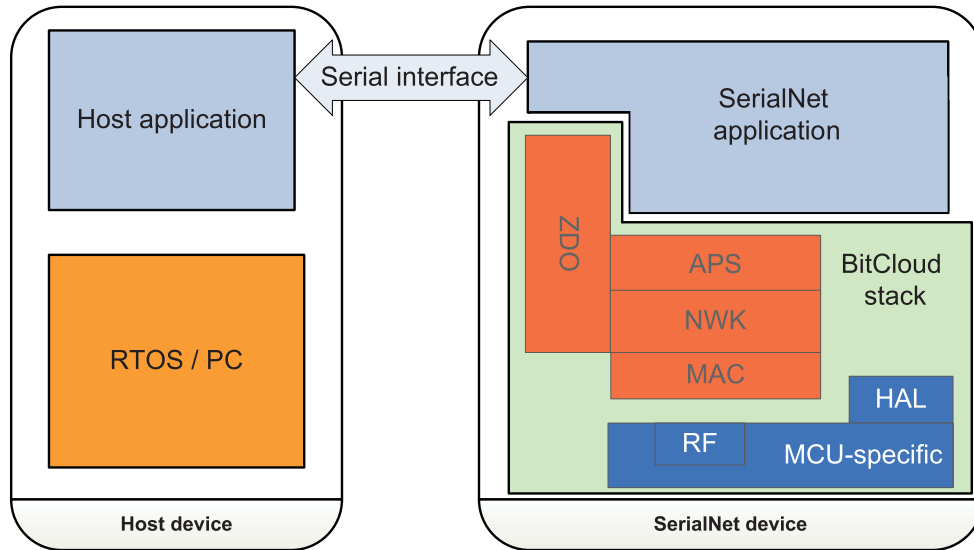 Host application
RTOS / PC
Host device
Serial interface
SerialNet
application
ZDO
APS
NWK
MAC
BitCloud
stack
HAL
RF
MCU-specific
SerialNet device